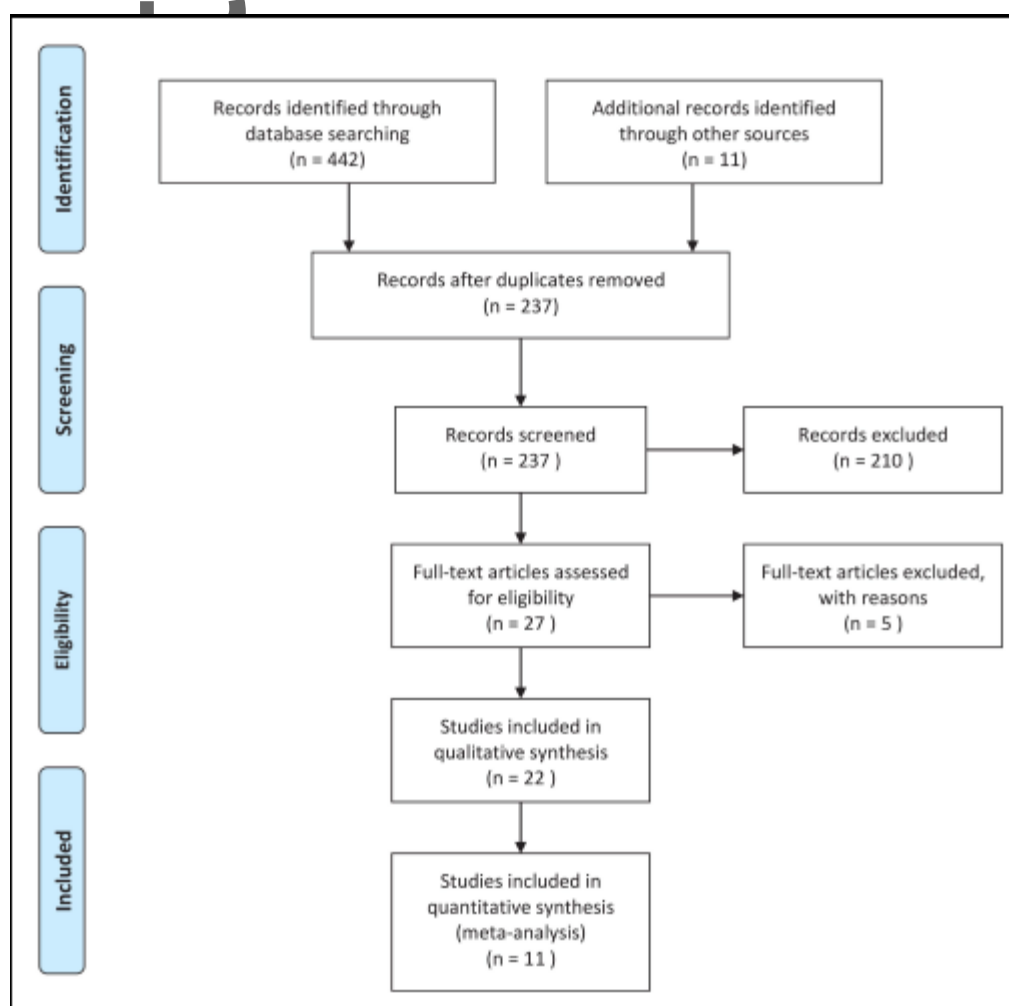 Identification
Records identified through
database searching
(n = 442)
Additional records identified
through other sources
(n = 11)
Records after duplicates removed
(n = 237)
Screening
Records screened
(n = 237 )
Records excluded
(n = 210 )
Eligibility
Full-text articles assessed
for eligibility
(n = 27 )
Full-text articles excluded,
with reasons
(n = 5 )
Studies included in
qualitative synthesis
(n = 22 )
Included
Studies included in
quantitative synthesis
(meta-analysis)
(n = 11 )